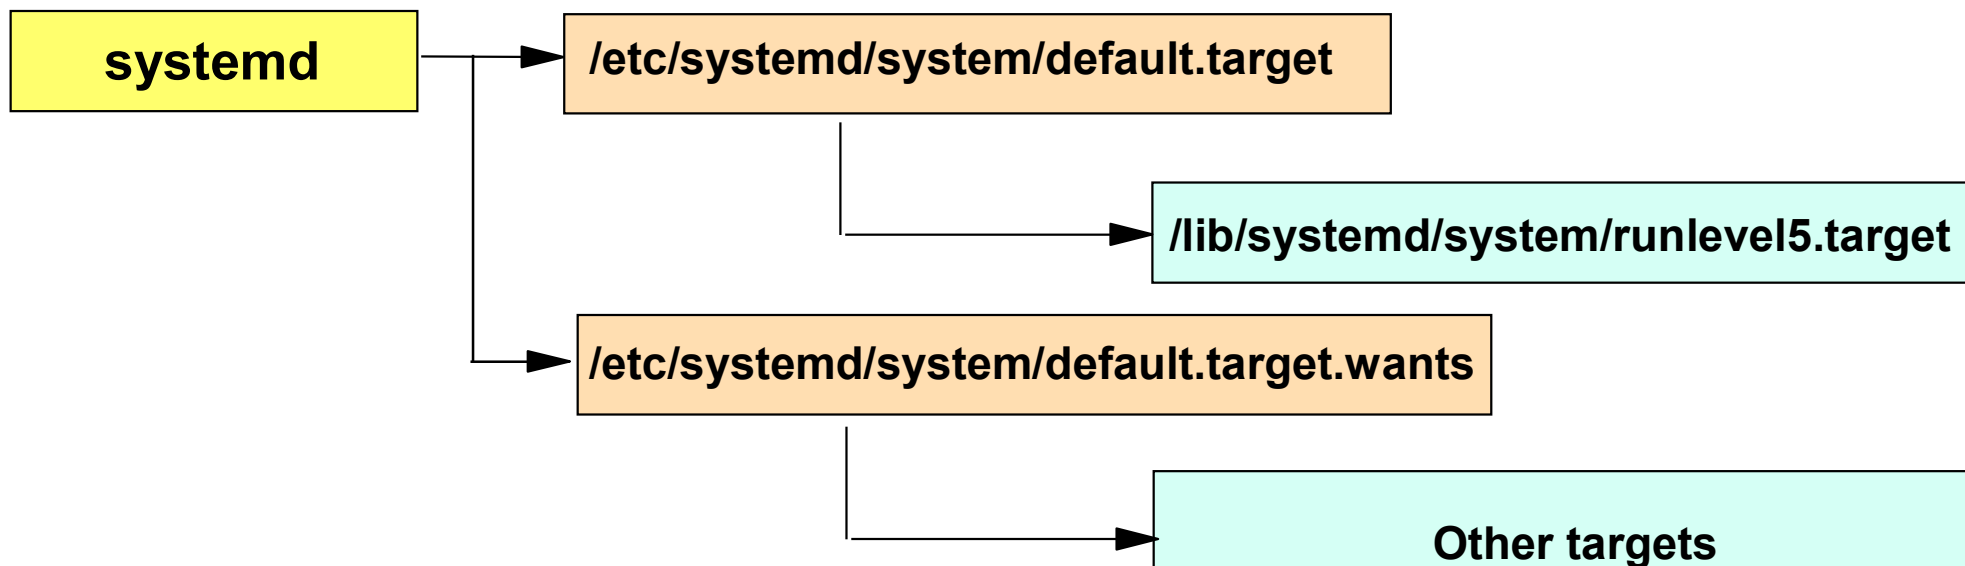 systemd
/etc/systemd/system/default.target
/lib/systemd/system/runlevel5.target
/etc/systemd/system/default.target.wants
Other targets